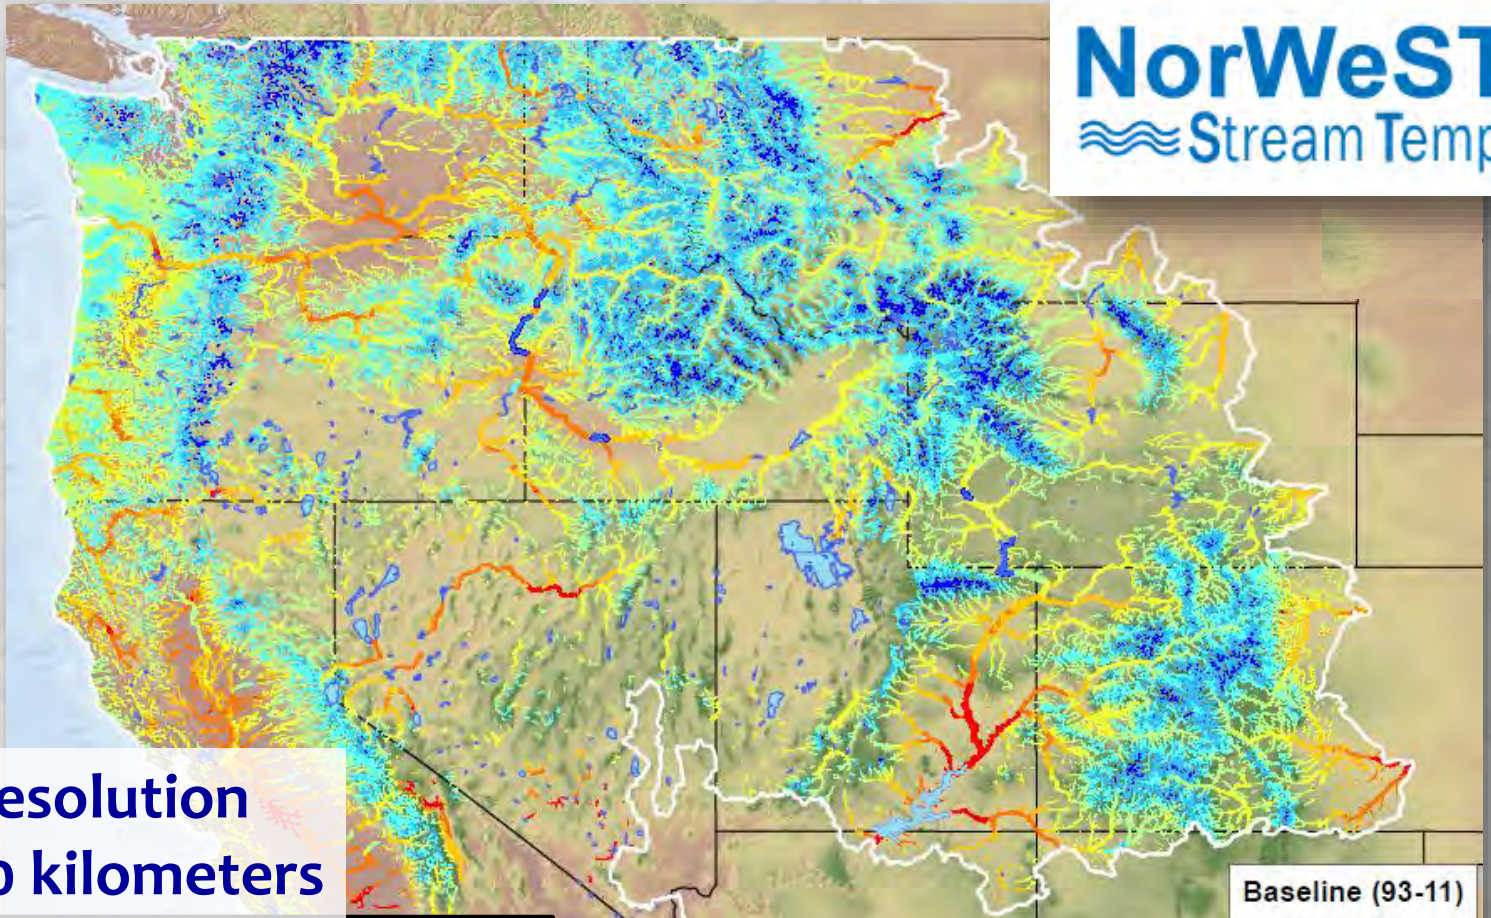 NorWeST
Stream Temp
esolution
kilometers
Baseline (93-11)